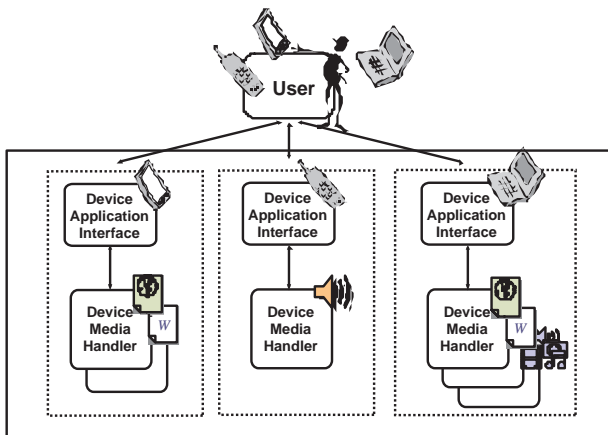 User
Device
Application
Interface
Device
Application
Interface
Device
Application
Interface
Device
Media
Handler
W
Device
Media
Handler
Device
Media
Handler
W